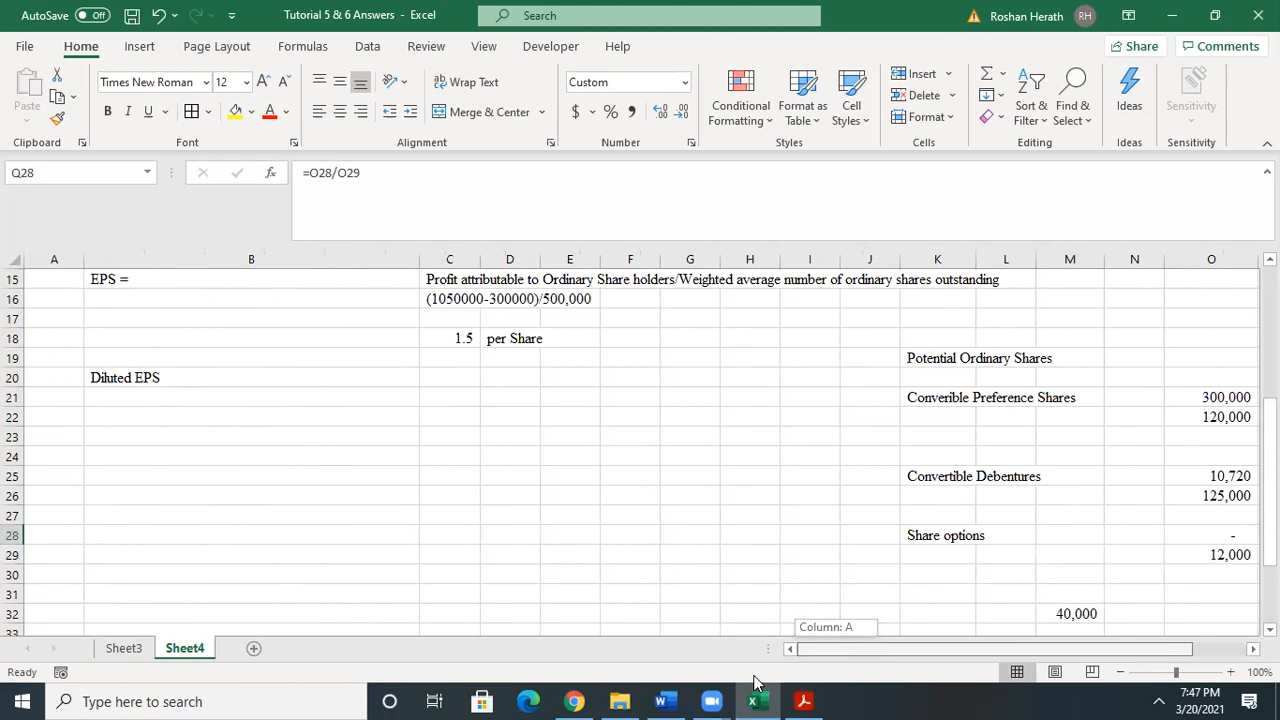 AutoSave Off Tutorial 5 & 6 Answers - Excel Search Roshan Herath RH
File Home Insert Page Layout Formulas Data Review View Developer Help Share Comments
Times New Roman 12 A A Wrap Text Custom Insert
Paste B I U A Merge & Center $ % , Conditional Formatting Format as Table Cell Styles Delete Format Sort & Filter Find & Select Ideas Sensitivity
Clipboard Font Alignment Number Styles Cells Editing Ideas Sensitivity
Q28 fx =O28/O29
A B C D E F G H I J K L M N O
15 EPS = Profit attributable to Ordinary Share holders/Weighted average number of ordinary shares outstanding
16 (1050000-300000)/500,000
17
18 1.5 per Share
19 Potential Ordinary Shares
20 Diluted EPS
21 Converible Preference Shares 300,000
22 120,000
23
24
25 Convertible Debentures 10,720
26 125,000
27
28 Share options -
29 12,000
30
31
32 40,000
33 Column: A
Sheet3 Sheet4
Ready 100%
Type here to search 7:47 PM
3/20/2021